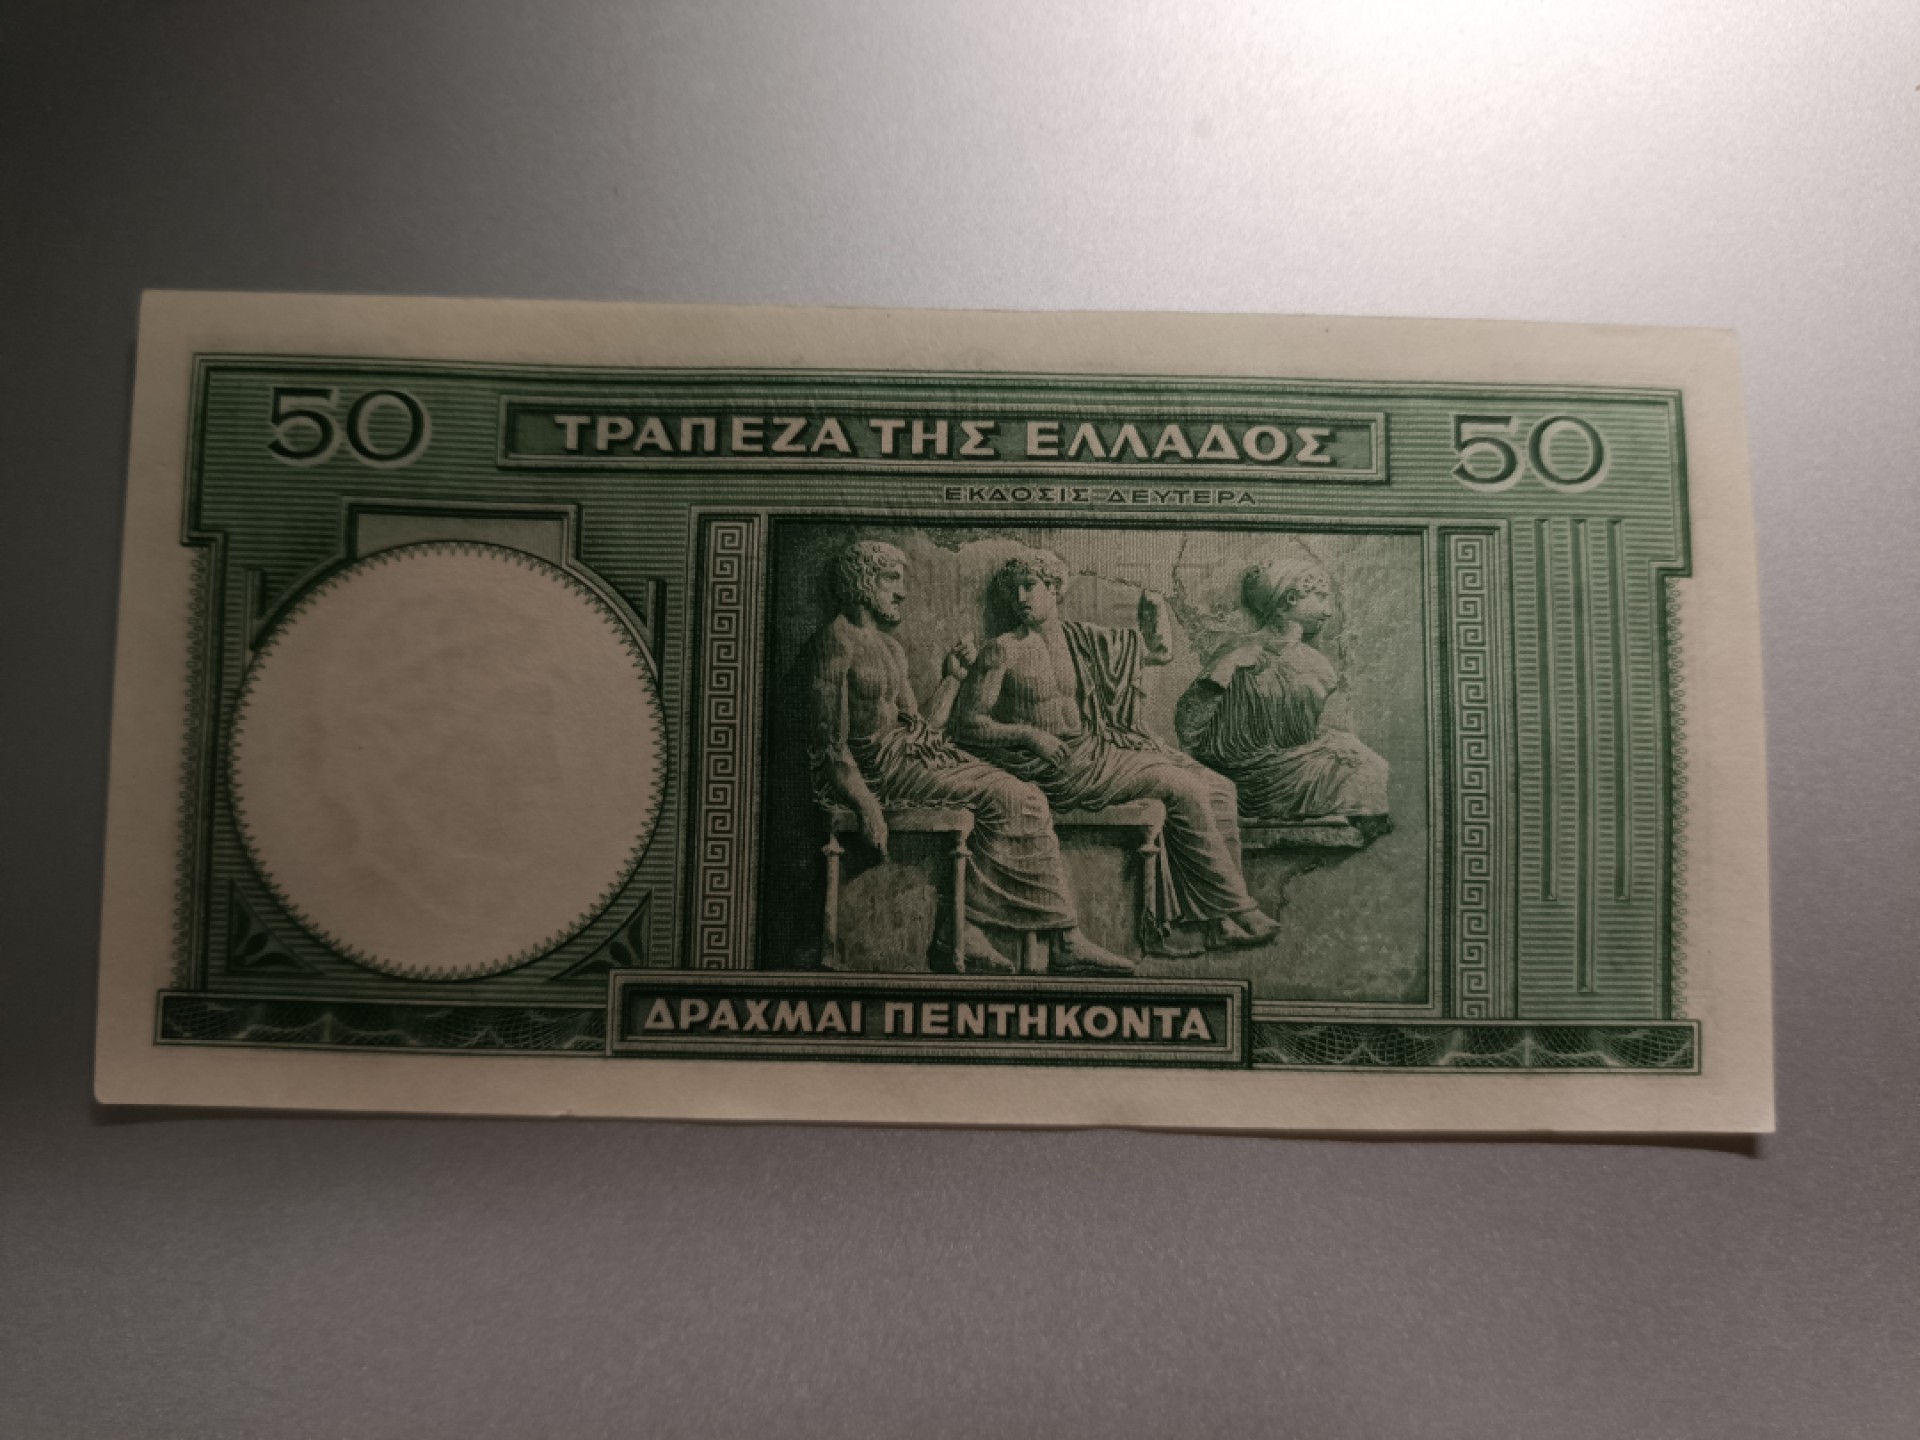 50 ΤΡΑΠΕΖΑ ΤΗΣ ΕΛΛΑΔΟΣ 50
ΕΚΔΟΣΙΣ ΔΕΥΤΕΡΑ
ΔΡΑΧΜΑΙ ΠΕΝΤΗΚΟΝΤΑ